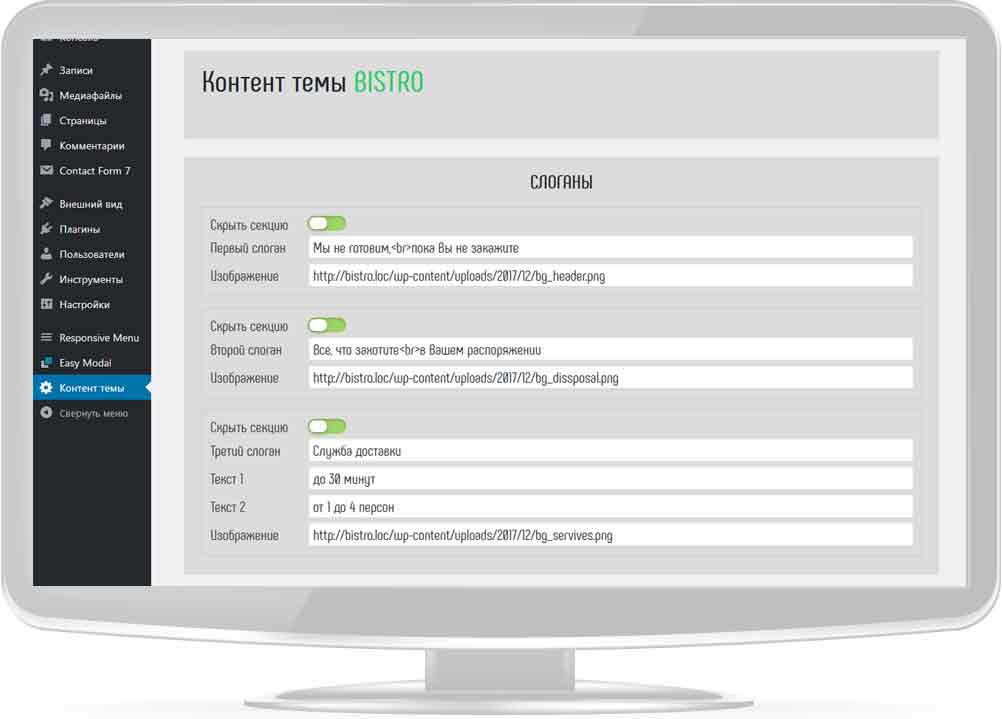 Консоль
Записи
Медиафайлы
Страницы
Комментарии
Contact Form 7
Внешний вид
Плагины
Пользователи
Инструменты
Настройки
Responsive Menu
Easy Modal
Контент темы
Свернуть меню
Контент темы BISTRO
СЛОГАНЫ
Скрыть секцию
Первый слоган Мы не готовим,<br>пока Вы не закажите
Изображение http://bistro.loc/wp-content/uploads/2017/12/bg_header.png
Скрыть секцию
Второй слоган Все, что закотите<br>в Вашем распоряжении
Изображение http://bistro.loc/wp-content/uploads/2017/12/bg_dissposal.png
Скрыть секцию
Третий слоган Служба доставки
Текст 1 до 30 минут
Текст 2 от 1 до 4 персон
Изображение http://bistro.loc/wp-content/uploads/2017/12/bg_servives.png